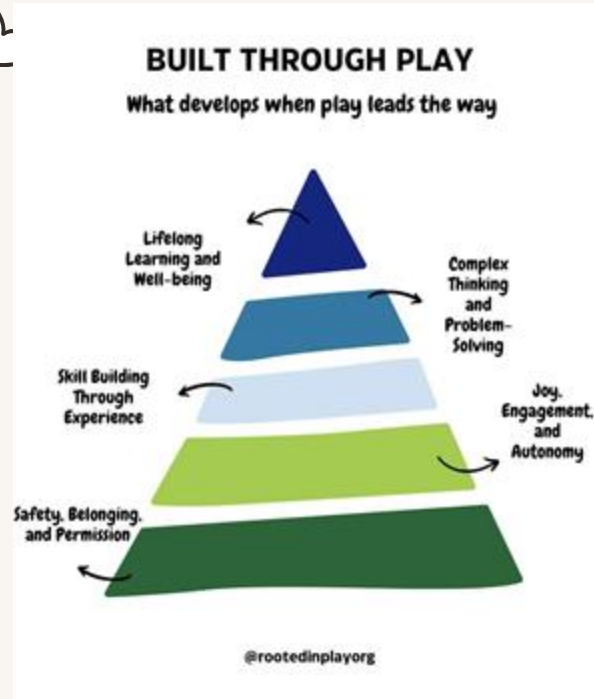 BUILT THROUGH PLAY
What develops when play leads the way
Lifelong
Learning and
Well-being
Complex
Thinking
and
Problem-
Solving
Skill Building
Through
Experience
Joy,
Engagement,
and
Autonomy
Safety, Belonging,
and Permission
@rootedinplayorg